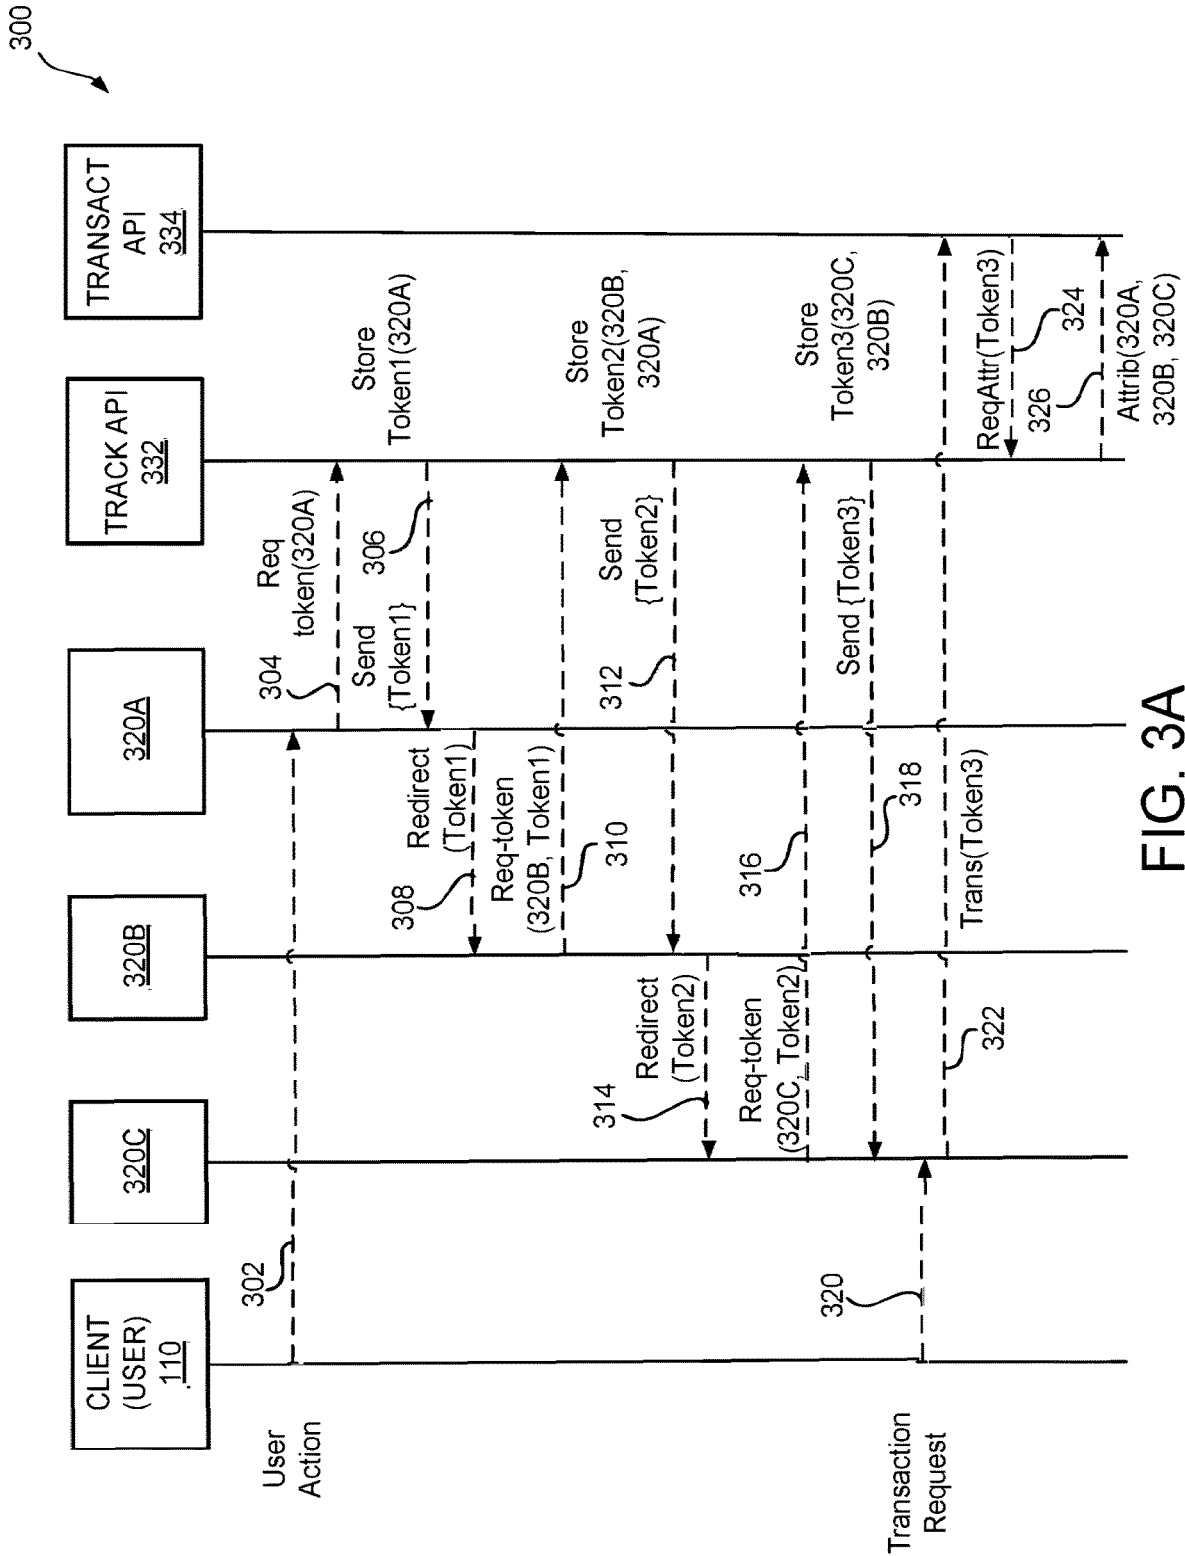 300
CLIENT
(USER)
110
320C
320B
320A
TRACK API
332
TRANSACT
API
334
User
Action
302
304
Req
token(320A)
Send
{Token1}
306
Store
Token1(320A)
308
Redirect
(Token1)
Req-token
(320B, Token1)
310
Store
Token2(320B,
320A)
312
Send
{Token2}
314
Redirect
(Token2)
Req-token
(320C, Token2)
316
Store
Token3(320C,
320B)
Send {Token3}
318
Transaction
Request
320
322
Trans(Token3)
ReqAttr(Token3)
324
326
Attrib(320A,
320B, 320C)
FIG. 3A